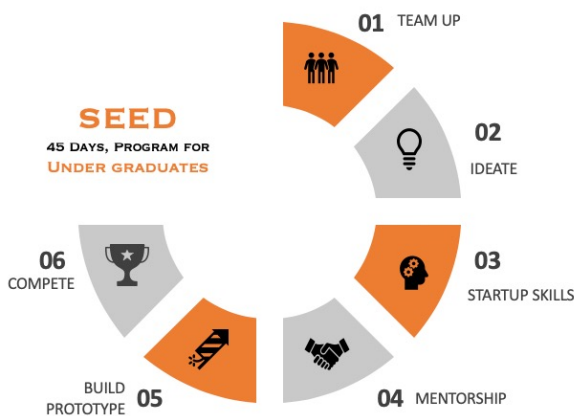 SEED
45 Days, Program for
Under graduates
01 TEAM UP
02
IDEATE
03
STARTUP SKILLS
04 MENTORSHIP
BUILD
PROTOTYPE 05
06
COMPETE